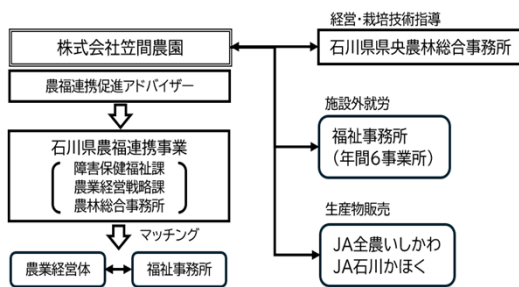 株式会社笠間農園
農福連携促進アドバイザー
石川県農福連携事業
障害保健福祉課
農業経営戦略課
農林総合事務所
マッチング
農業経営体
福祉事務所
経営・栽培技術指導
石川県県央農林総合事務所
施設外就労
福祉事務所
(年間6事業所)
生産物販売
JA全農いしかわ
JA石川かほく